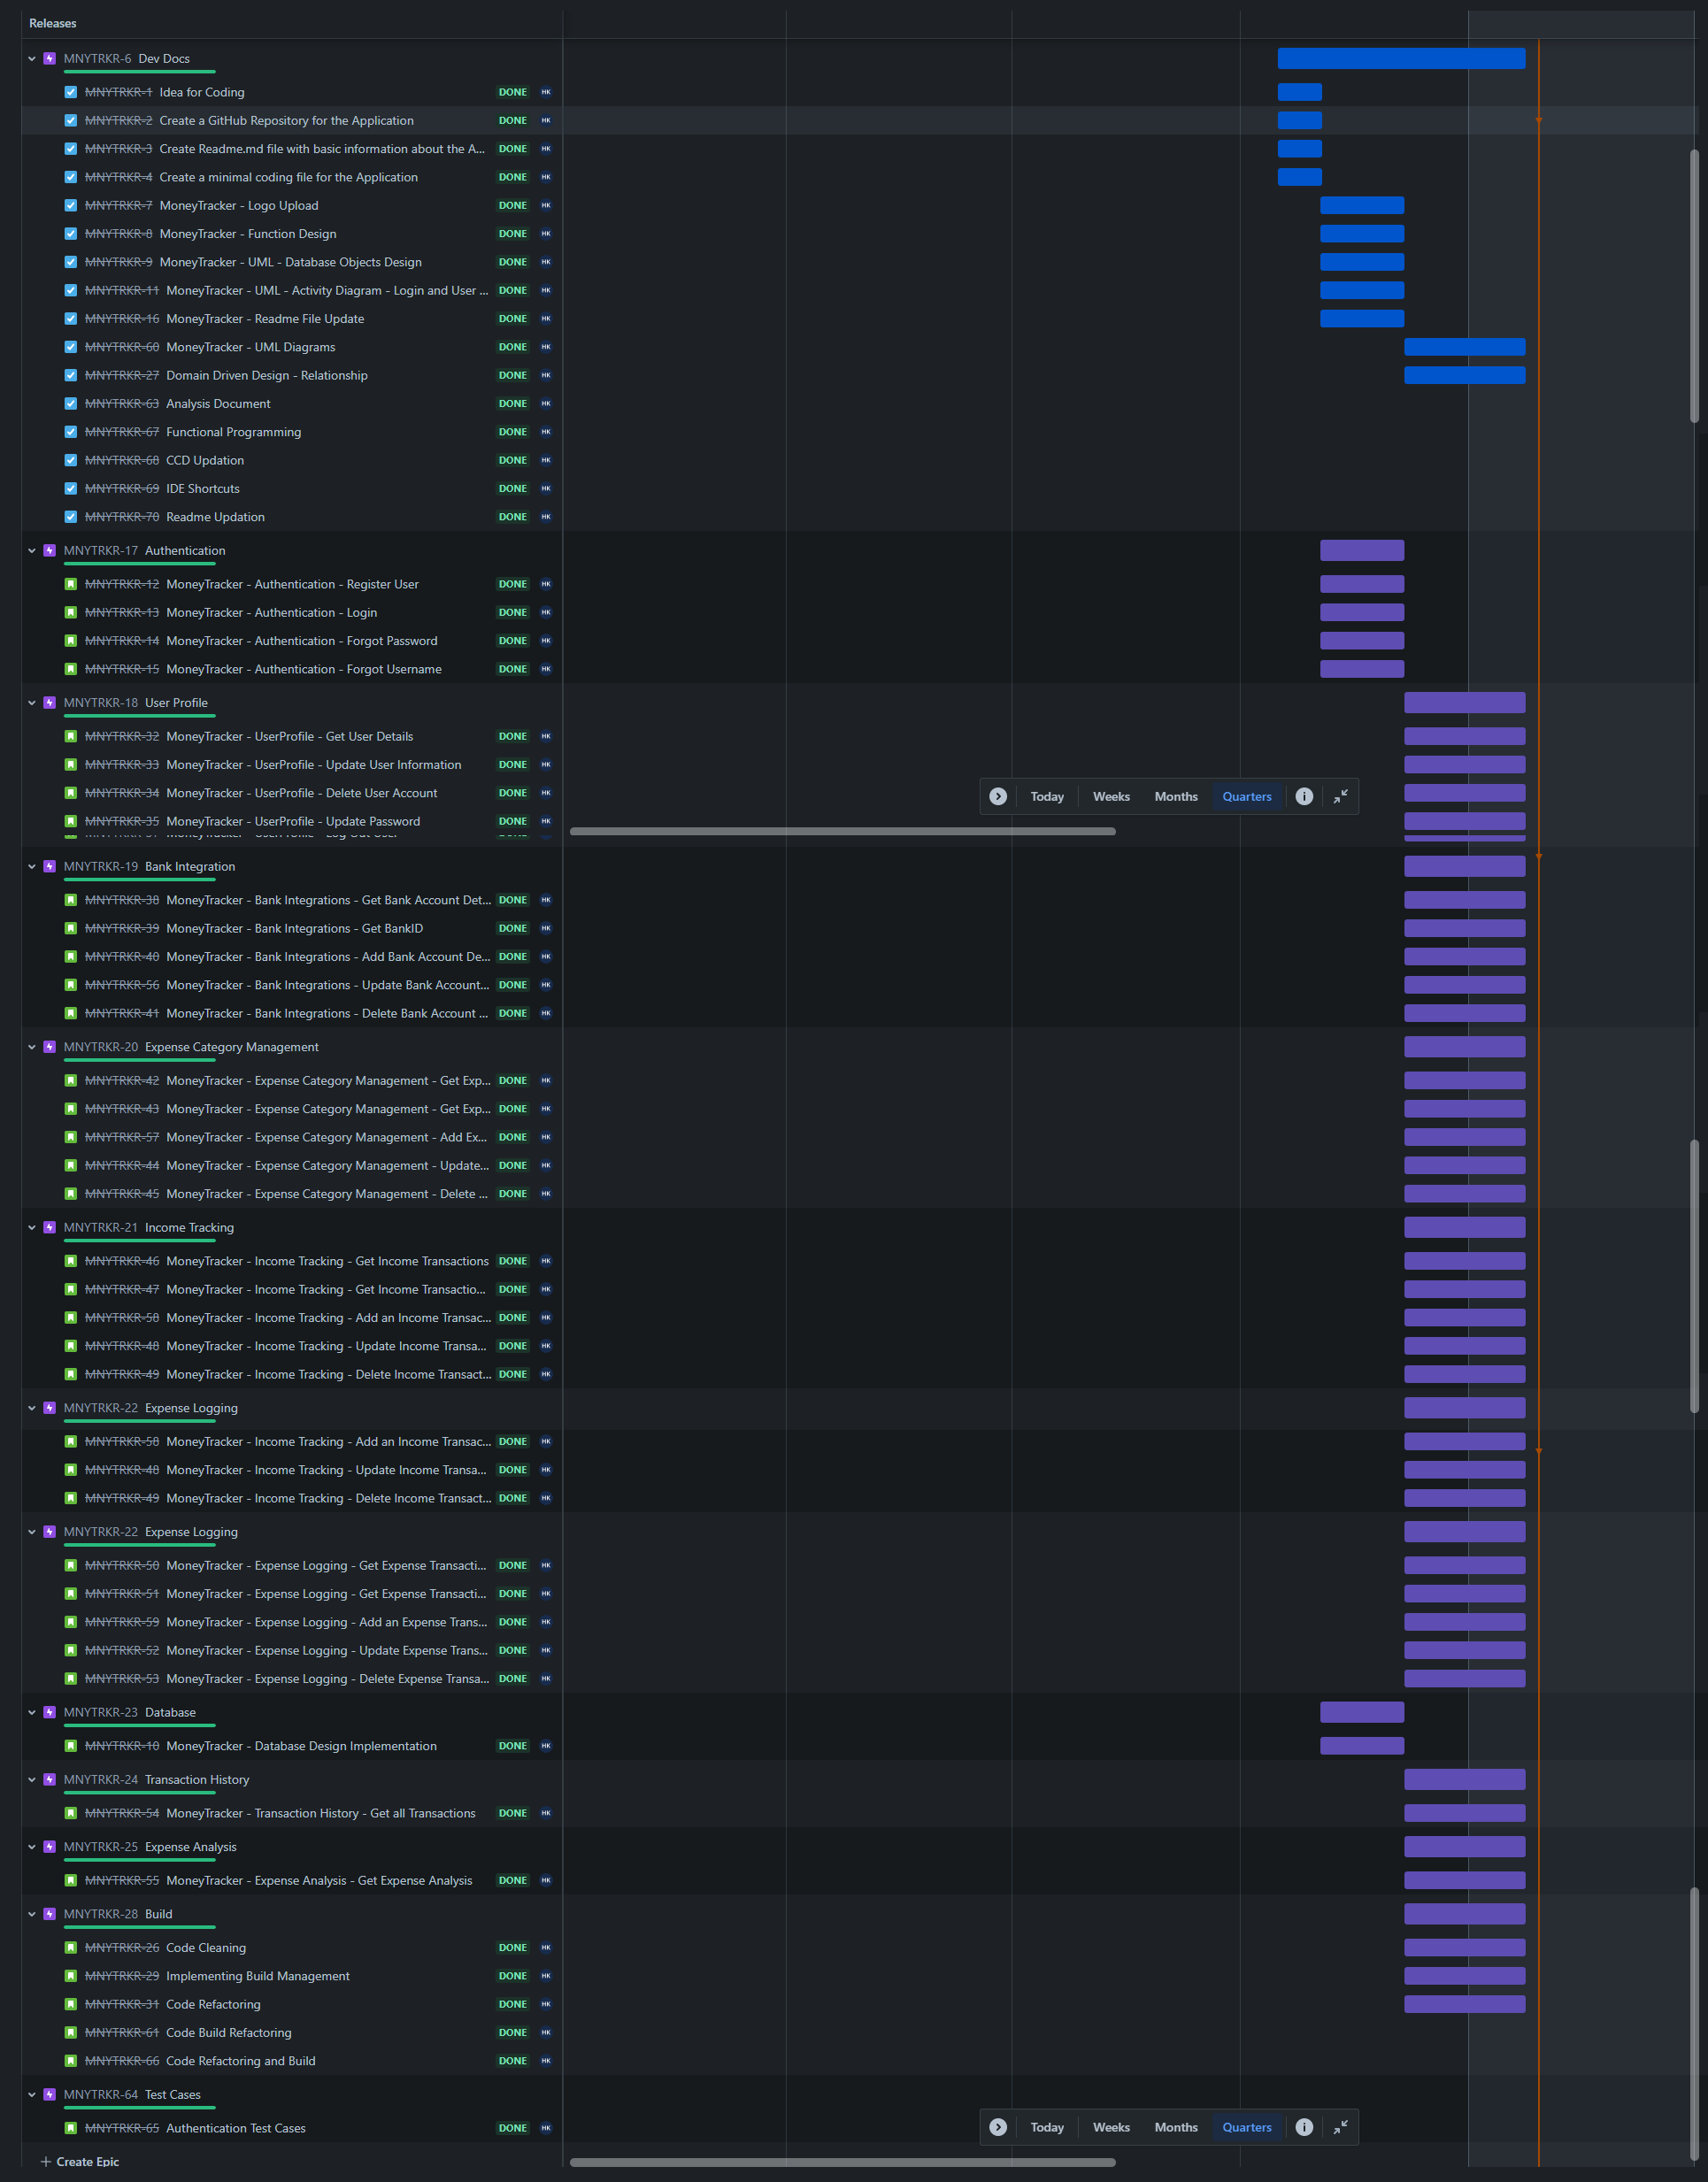 Releases
MNYTRKR-6 Dev Docs
MNYTRKR-1 Idea for Coding DONE HK
MNYTRKR-2 Create a GitHub Repository for the Application DONE HK
MNYTRKR-3 Create Readme.md file with basic information about the A... DONE HK
MNYTRKR-4 Create a minimal coding file for the Application DONE HK
MNYTRKR-7 MoneyTracker - Logo Upload DONE HK
MNYTRKR-8 MoneyTracker - Function Design DONE HK
MNYTRKR-9 MoneyTracker - UML - Database Objects Design DONE HK
MNYTRKR-11 MoneyTracker - UML - Activity Diagram - Login and User ... DONE HK
MNYTRKR-16 MoneyTracker - Readme File Update DONE HK
MNYTRKR-60 MoneyTracker - UML Diagrams DONE HK
MNYTRKR-27 Domain Driven Design - Relationship DONE HK
MNYTRKR-63 Analysis Document DONE HK
MNYTRKR-67 Functional Programming DONE HK
MNYTRKR-68 CCD Updation DONE HK
MNYTRKR-69 IDE Shortcuts DONE HK
MNYTRKR-70 Readme Updation DONE HK
MNYTRKR-17 Authentication
MNYTRKR-12 MoneyTracker - Authentication - Register User DONE HK
MNYTRKR-13 MoneyTracker - Authentication - Login DONE HK
MNYTRKR-14 MoneyTracker - Authentication - Forgot Password DONE HK
MNYTRKR-15 MoneyTracker - Authentication - Forgot Username DONE HK
MNYTRKR-18 User Profile
MNYTRKR-32 MoneyTracker - UserProfile - Get User Details DONE HK
MNYTRKR-33 MoneyTracker - UserProfile - Update User Information DONE HK
MNYTRKR-34 MoneyTracker - UserProfile - Delete User Account DONE HK
Today Weeks Months Quarters
MNYTRKR-35 MoneyTracker - UserProfile - Update Password DONE HK
MoneyTracker - UserProfile - Log Out User DONE
MNYTRKR-19 Bank Integration
MNYTRKR-38 MoneyTracker - Bank Integrations - Get Bank Account Det... DONE HK
MNYTRKR-39 MoneyTracker - Bank Integrations - Get BankID DONE HK
MNYTRKR-40 MoneyTracker - Bank Integrations - Add Bank Account De... DONE HK
MNYTRKR-56 MoneyTracker - Bank Integrations - Update Bank Account... DONE HK
MNYTRKR-41 MoneyTracker - Bank Integrations - Delete Bank Account ... DONE HK
MNYTRKR-20 Expense Category Management
MNYTRKR-42 MoneyTracker - Expense Category Management - Get Exp... DONE HK
MNYTRKR-43 MoneyTracker - Expense Category Management - Get Exp... DONE HK
MNYTRKR-57 MoneyTracker - Expense Category Management - Add Ex... DONE HK
MNYTRKR-44 MoneyTracker - Expense Category Management - Update... DONE HK
MNYTRKR-45 MoneyTracker - Expense Category Management - Delete ... DONE HK
MNYTRKR-21 Income Tracking
MNYTRKR-46 MoneyTracker - Income Tracking - Get Income Transactions DONE HK
MNYTRKR-47 MoneyTracker - Income Tracking - Get Income Transactio... DONE HK
MNYTRKR-58 MoneyTracker - Income Tracking - Add an Income Transac... DONE HK
MNYTRKR-48 MoneyTracker - Income Tracking - Update Income Transa... DONE HK
MNYTRKR-49 MoneyTracker - Income Tracking - Delete Income Transact... DONE HK
MNYTRKR-22 Expense Logging
MNYTRKR-58 MoneyTracker - Income Tracking - Add an Income Transac... DONE HK
MNYTRKR-48 MoneyTracker - Income Tracking - Update Income Transa... DONE HK
MNYTRKR-49 MoneyTracker - Income Tracking - Delete Income Transact... DONE HK
MNYTRKR-22 Expense Logging
MNYTRKR-50 MoneyTracker - Expense Logging - Get Expense Transacti... DONE HK
MNYTRKR-51 MoneyTracker - Expense Logging - Get Expense Transacti... DONE HK
MNYTRKR-59 MoneyTracker - Expense Logging - Add an Expense Trans... DONE HK
MNYTRKR-52 MoneyTracker - Expense Logging - Update Expense Trans... DONE HK
MNYTRKR-53 MoneyTracker - Expense Logging - Delete Expense Transa... DONE HK
MNYTRKR-23 Database
MNYTRKR-10 MoneyTracker - Database Design Implementation DONE HK
MNYTRKR-24 Transaction History
MNYTRKR-54 MoneyTracker - Transaction History - Get all Transactions DONE HK
MNYTRKR-25 Expense Analysis
MNYTRKR-55 MoneyTracker - Expense Analysis - Get Expense Analysis DONE HK
MNYTRKR-28 Build
MNYTRKR-26 Code Cleaning DONE HK
MNYTRKR-29 Implementing Build Management DONE HK
MNYTRKR-31 Code Refactoring DONE HK
MNYTRKR-61 Code Build Refactoring DONE HK
MNYTRKR-66 Code Refactoring and Build DONE HK
MNYTRKR-64 Test Cases
MNYTRKR-65 Authentication Test Cases DONE HK
Today Weeks Months Quarters
+ Create Epic